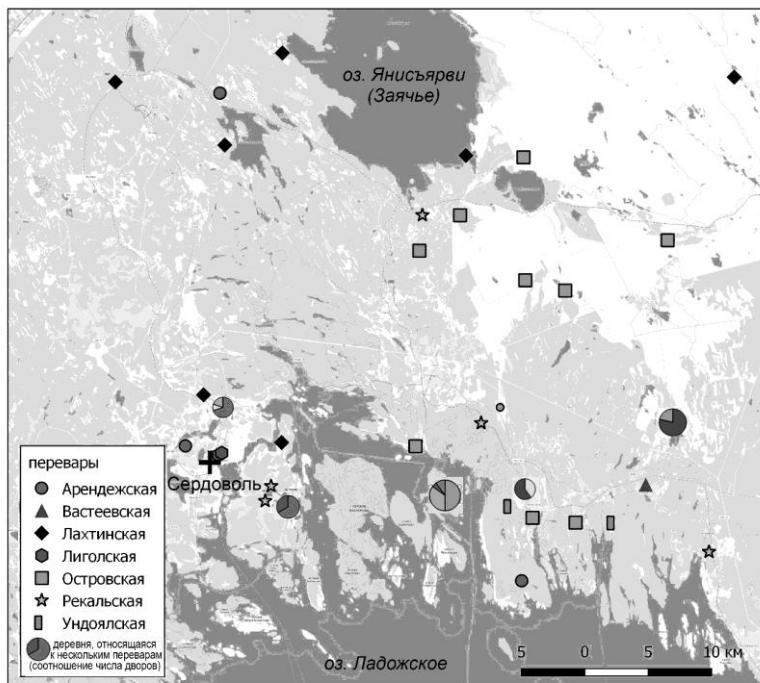 оз. Янисъярви
(Заячье)
Сердоволь
перевары
Арендежская
Вастеевская
Лахтинская
Лиголская
Островская
Рекальская
Ундоялская
деревня, относящаяся
к нескольким переварам
(соотношение числа дворов)
оз. Ладожское
5 0 5 10 км